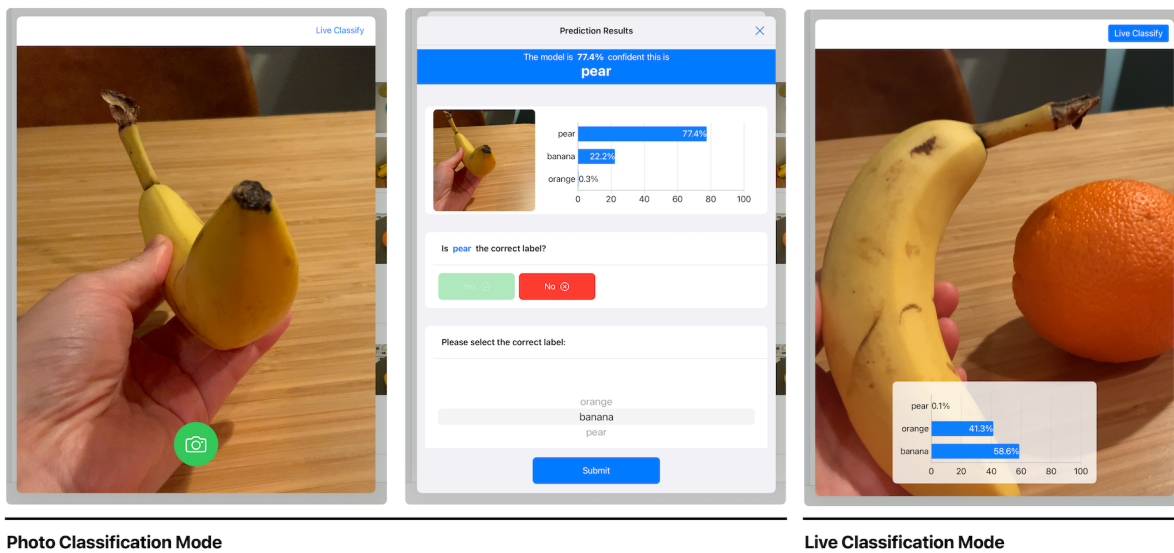 Live Classify
Prediction Results
The model is 77.4% confident this is
pear
pear 77.4%
banana 22.2%
orange 0.3%
0 20 40 60 80 100
Is pear the correct label?
Yes No
Please select the correct label:
orange
banana
pear
Submit
Live Classify
pear 0.1%
orange 41.3%
banana 58.6%
0 20 40 60 80 100
Photo Classification Mode
Live Classification Mode